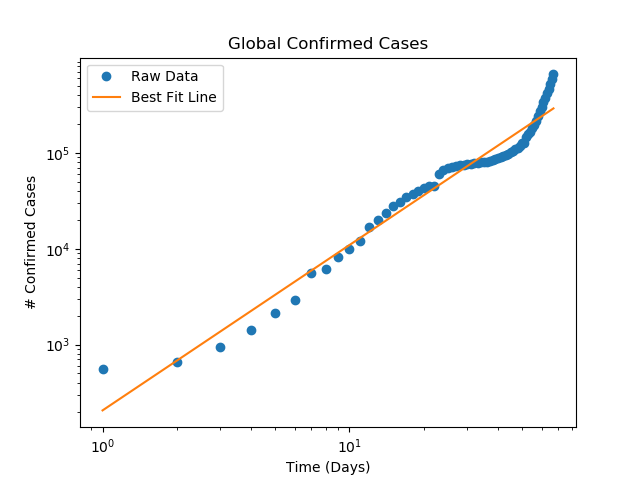 Global Confirmed Cases
Raw Data
Best Fit Line
# Confirmed Cases
10^5
10^4
10^3
10^0
10^1
Time (Days)